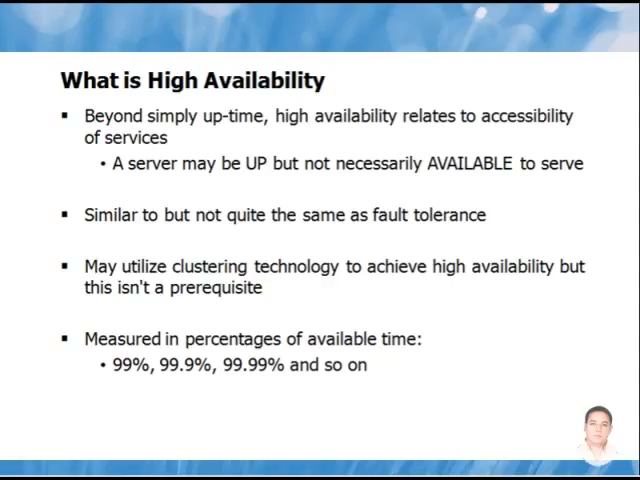 What is High Availability
▪ Beyond simply up-time, high availability relates to accessibility
of services
• A server may be UP but not necessarily AVAILABLE to serve
▪ Similar to but not quite the same as fault tolerance
▪ May utilize clustering technology to achieve high availability but
this isn't a prerequisite
▪ Measured in percentages of available time:
• 99%, 99.9%, 99.99% and so on